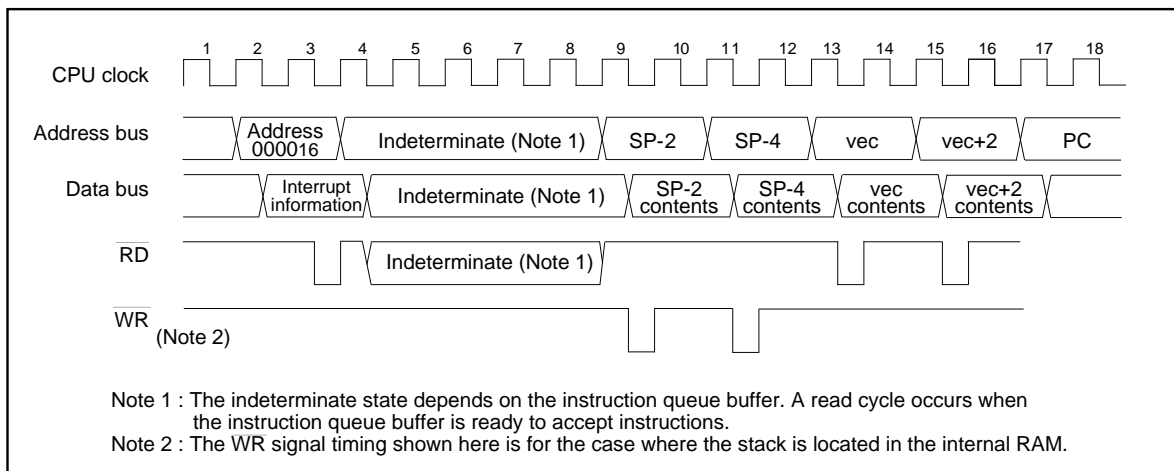 1 2 3 4 5 6 7 8 9 10 11 12 13 14 15 16 17 18
CPU clock
Address bus
Address
000016
Indeterminate (Note 1)
SP-2
SP-4
vec
vec+2
PC
Data bus
Interrupt
information
Indeterminate (Note 1)
SP-2
contents
SP-4
contents
vec
contents
vec+2
contents
RD
Indeterminate (Note 1)
WR
(Note 2)
Note 1 : The indeterminate state depends on the instruction queue buffer. A read cycle occurs when
the instruction queue buffer is ready to accept instructions.
Note 2 : The WR signal timing shown here is for the case where the stack is located in the internal RAM.